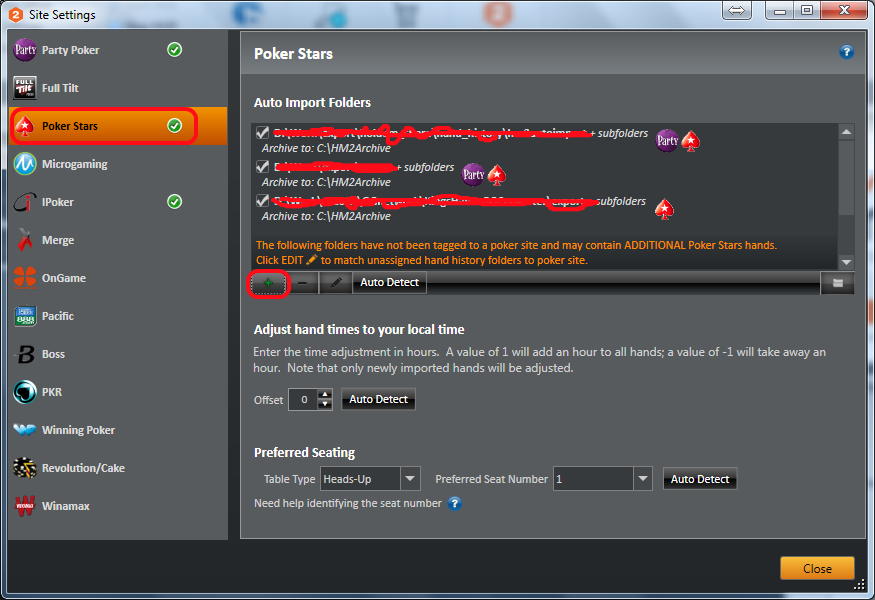 Site Settings
Party Poker
Full Tilt
Poker Stars
Microgaming
IPoker
Merge
OnGame
Pacific
Boss
PKR
Winning Poker
Revolution/Cake
Winamax
Poker Stars
Auto Import Folders
+ subfolders
Party
Archive to: C:\HM2Archive
+ subfolders
Party
Archive to: C:\HM2Archive
subfolders
Archive to: C:\HM2Archive
The following folders have not been tagged to a poker site and may contain ADDITIONAL Poker Stars hands.
Click EDIT to match unassigned hand history folders to poker site.
Auto Detect
Adjust hand times to your local time
Enter the time adjustment in hours. A value of 1 will add an hour to all hands; a value of -1 will take away an
hour. Note that only newly imported hands will be adjusted.
Offset 0 Auto Detect
Preferred Seating
Table Type Heads-Up Preferred Seat Number 1 Auto Detect
Need help identifying the seat number ?
Close